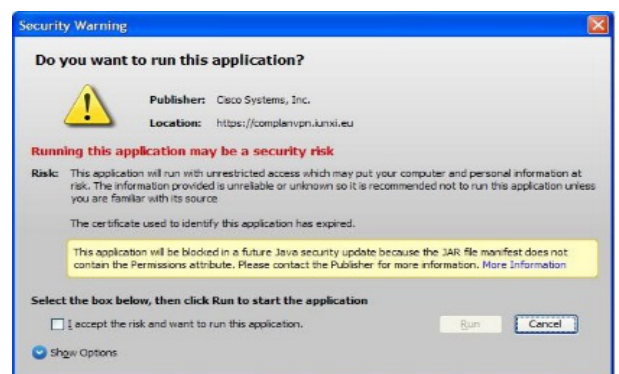 Security Warning
Do you want to run this application?
Publisher: Cisco Systems, Inc.
Location: https://complanvpn.iunxi.eu
Running this application may be a security risk
Risk: This application will run with unrestricted access which may put your computer and personal information at
risk. The information provided is unreliable or unknown so it is recommended not to run this application unless
you are familiar with its source
The certificate used to identify this application has expired.
This application will be blocked in a future Java security update because the JAR file manifest does not
contain the Permissions attribute. Please contact the Publisher for more information. More Information
Select the box below, then click Run to start the application
I accept the risk and want to run this application.
Run
Cancel
Show Options